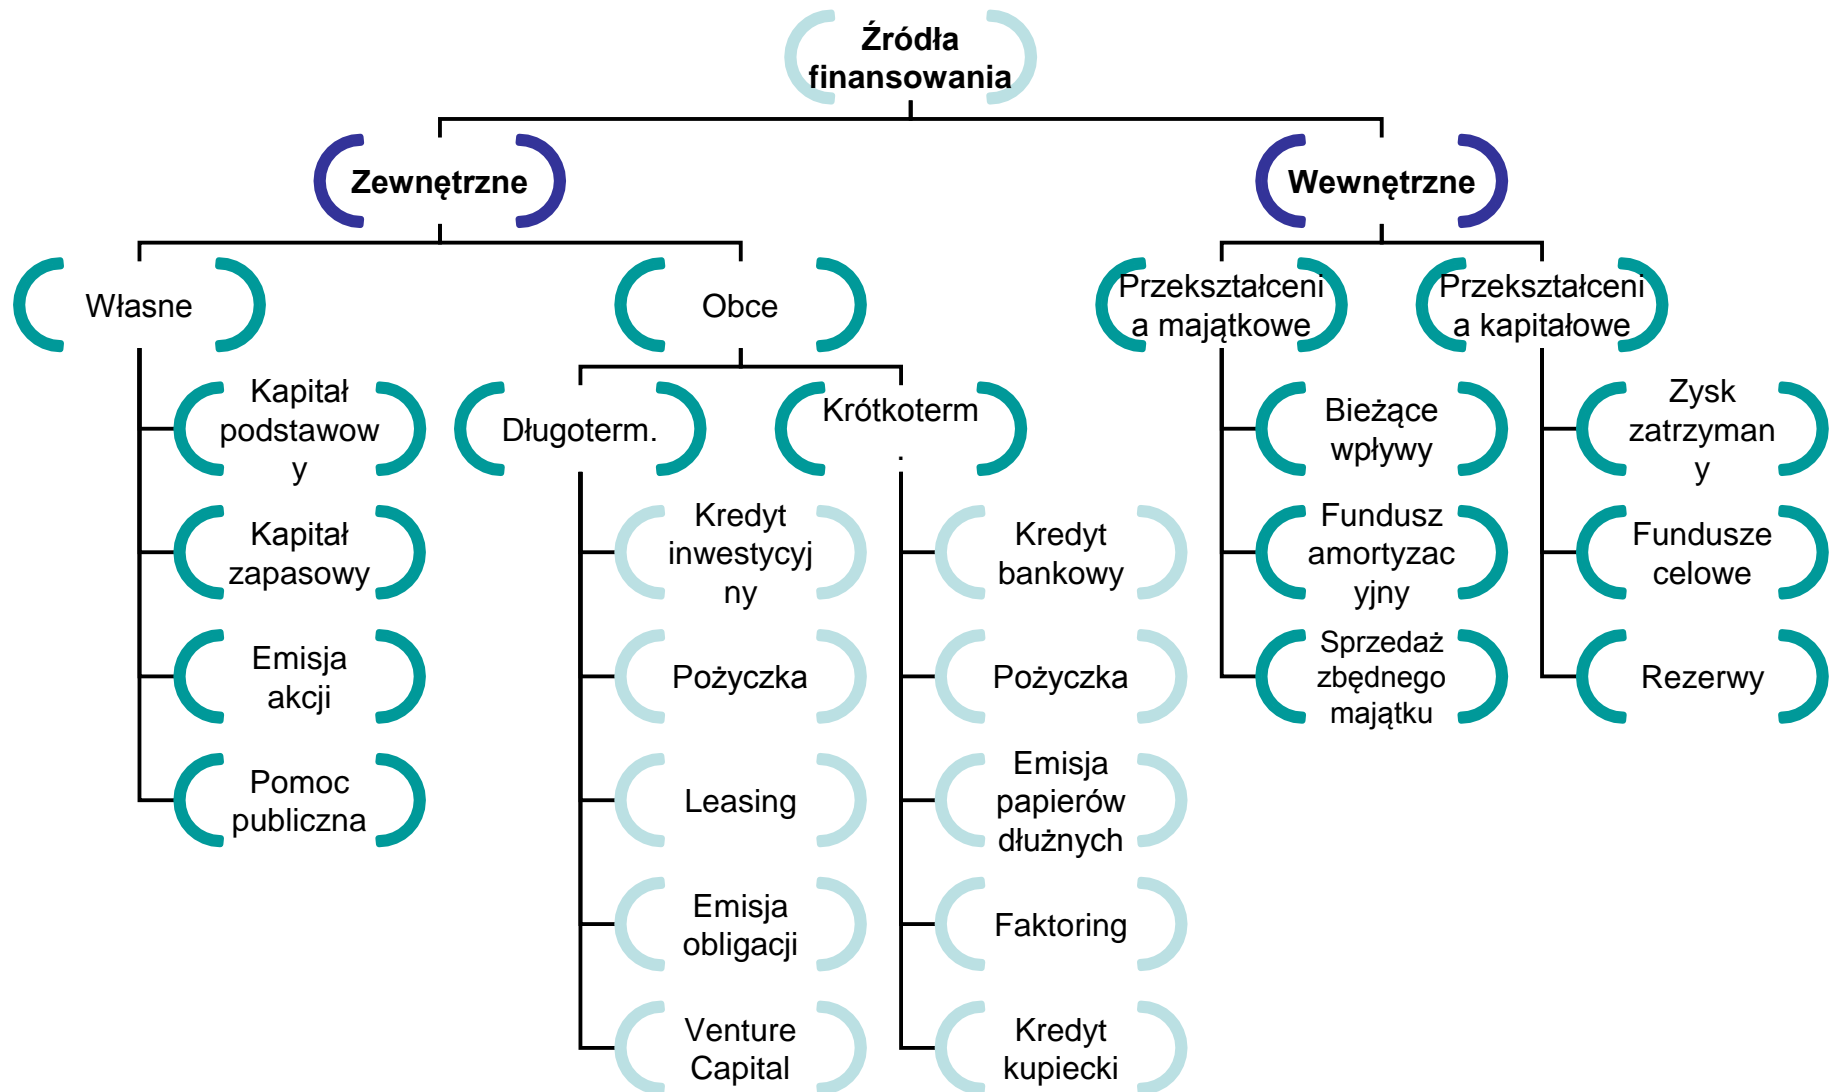 Źródła
finansowania
Zewnętrzne
Wewnętrzne
Własne
Obce
Przekształceni
a majątkowe
Przekształceni
a kapitałowe
Kapitał
podstawow
y
Kapitał
zapasowy
Emisja
akcji
Pomoc
publiczna
Długoterm.
Kredyt
inwestycyj
ny
Pożyczka
Leasing
Emisja
obligacji
Venture
Capital
Krótkoterm
.
Kredyt
bankowy
Pożyczka
Emisja
papierów
dłużnych
Faktoring
Kredyt
kupiecki
Bieżące
wpływy
Fundusz
amortyzac
yjny
Sprzedaż
zbędnego
majątku
Zysk
zatrzyman
y
Fundusze
celowe
Rezerwy